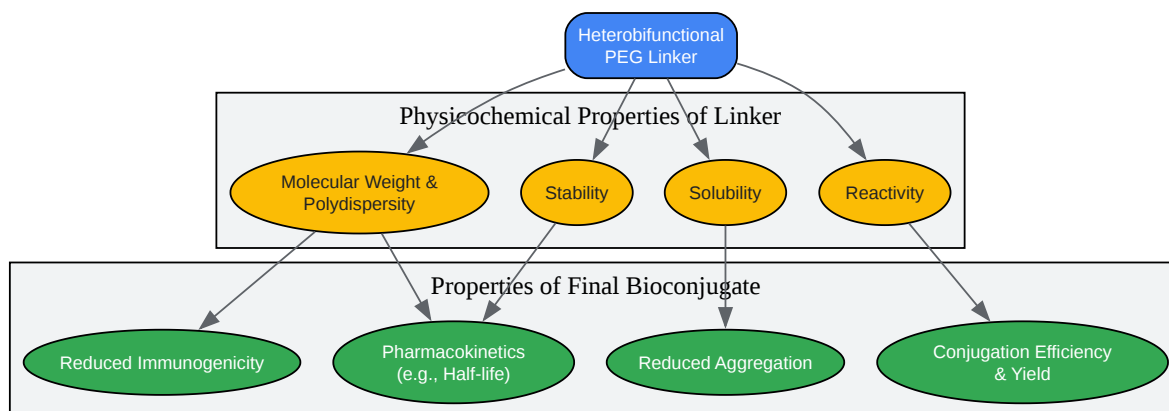 Heterobifunctional
PEG Linker
Physicochemical Properties of Linker
Molecular Weight &
Polydispersity
Stability
Solubility
Reactivity
Properties of Final Bioconjugate
Reduced Immunogenicity
Pharmacokinetics
(e.g., Half-life)
Reduced Aggregation
Conjugation Efficiency
& Yield